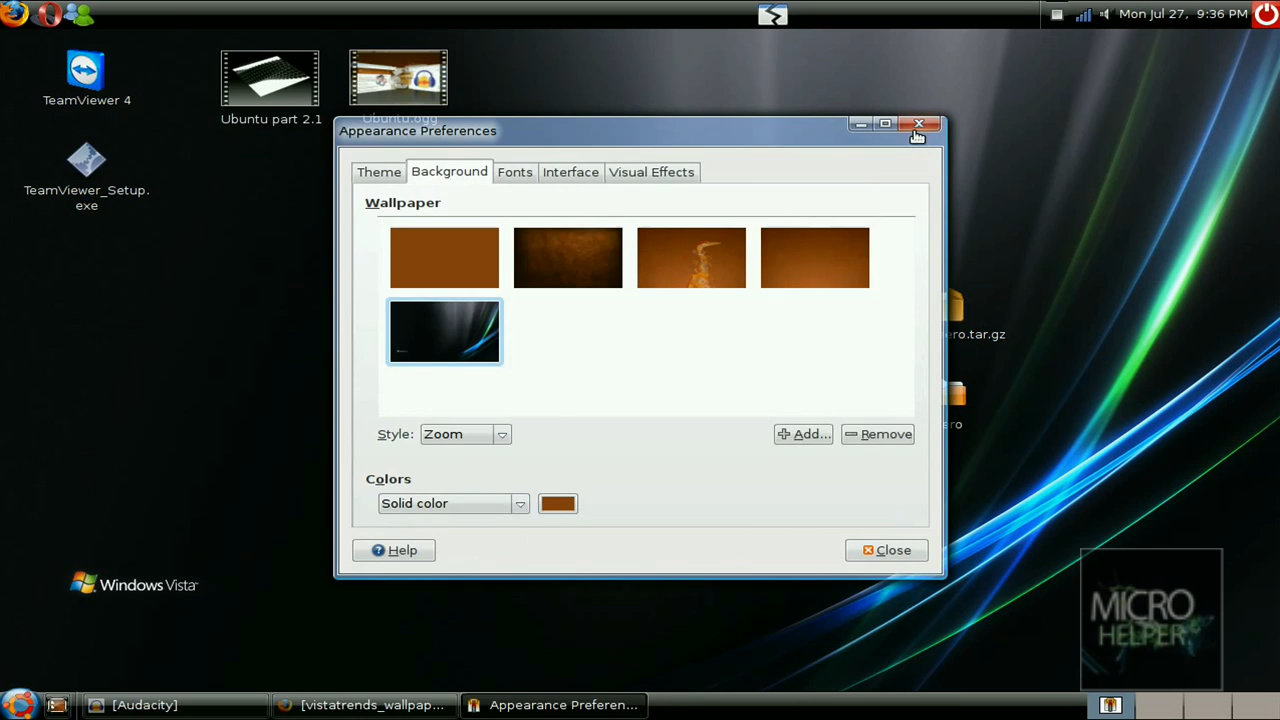 Mon Jul 27, 9:36 PM
TeamViewer 4
Ubuntu part 2.1
Ubuntu.ogg
TeamViewer_Setup.
exe
Appearance Preferences
Theme
Background
Fonts
Interface
Visual Effects
Wallpaper
Style:
Zoom
Add...
Remove
Colors
Solid color
Help
Close
ero.tar.gz
ero
Windows Vista
MICRO
HELPER
[Audacity]
[vistatrends_wallpap...
Appearance Preferen...